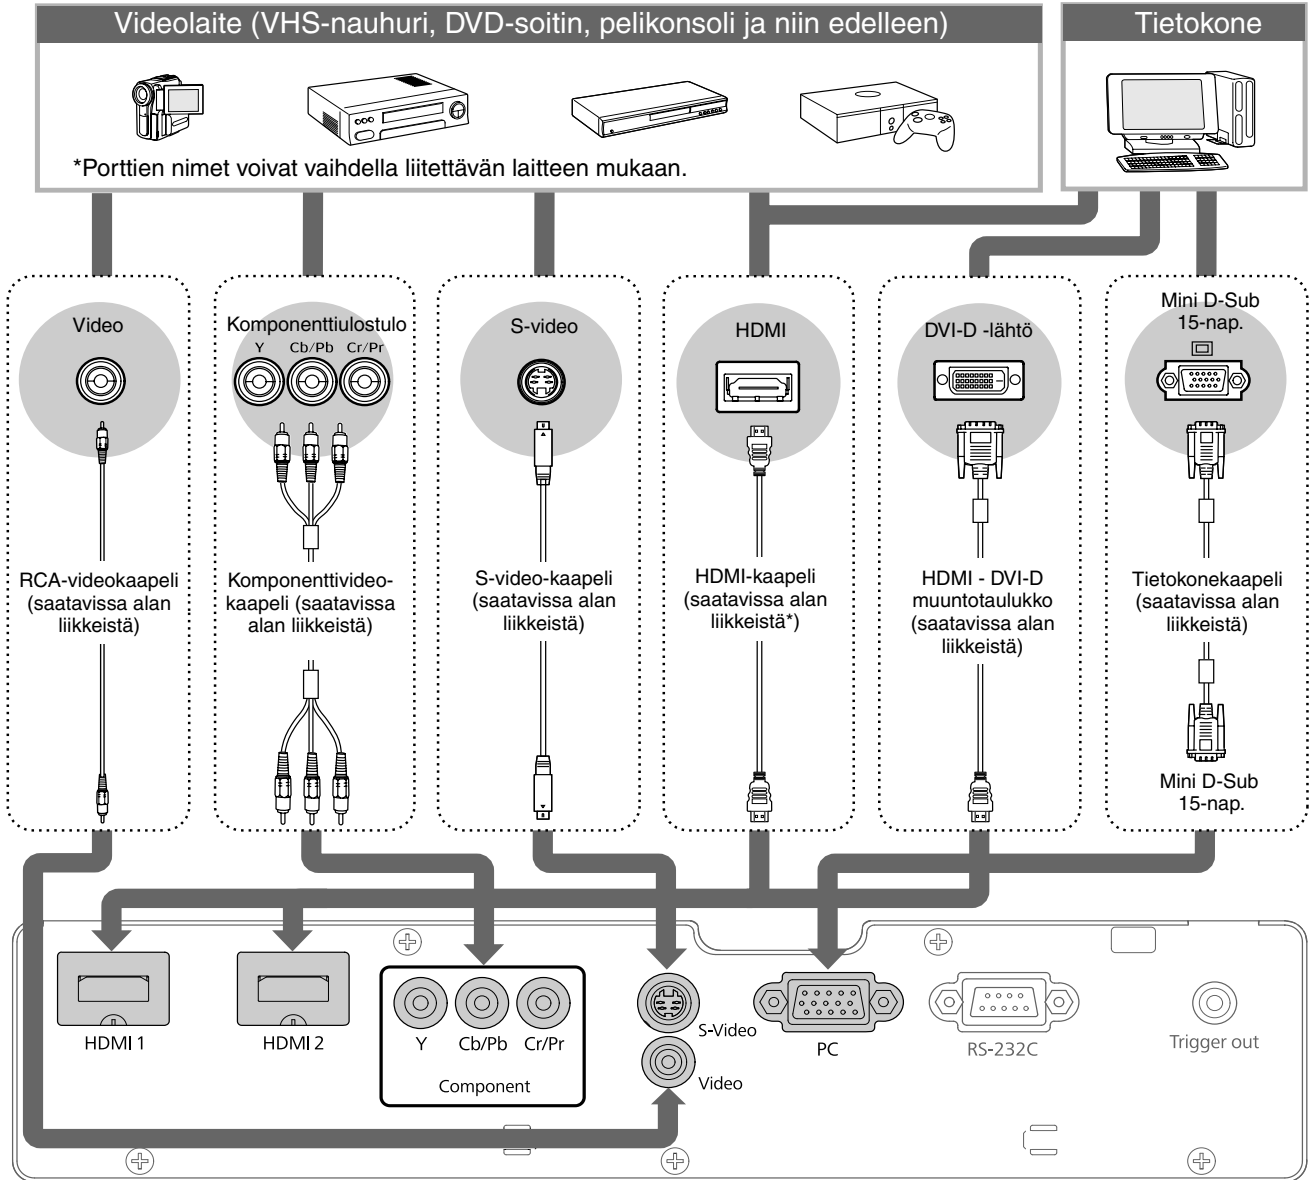 Videolaite (VHS-nauhuri, DVD-soitin, pelikonsoli ja niin edelleen)
Tietokone
*Porttien nimet voivat vaihdella liitettävän laitteen mukaan.
Video
Komponenttiulostulo
Y Cb/Pb Cr/Pr
S-video
HDMI
DVI-D -lähtö
Mini D-Sub
15-nap.
RCA-videokaapeli
(saatavissa alan
liikkeistä)
Komponenttivideo-
kaapeli (saatavissa
alan liikkeistä)
S-video-kaapeli
(saatavissa alan
liikkeistä)
HDMI-kaapeli
(saatavissa alan
liikkeistä*)
HDMI - DVI-D
muuntotaulukko
(saatavissa alan
liikkeistä)
Tietokonekaapeli
(saatavissa alan
liikkeistä)
Mini D-Sub
15-nap.
HDMI 1
HDMI 2
Y Cb/Pb Cr/Pr
Component
S-Video
Video
PC
RS-232C
Trigger out